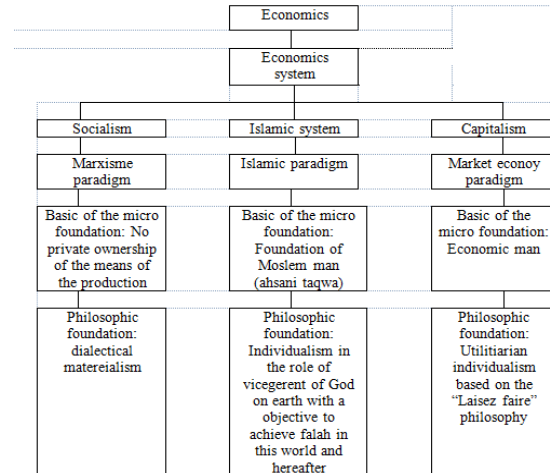 Economics
Economics
system
Socialism
Islamic system
Capitalism
Marxisme
paradigm
Islamic paradigm
Market econoy
paradigm
Basic of the micro
foundation: No
private ownership
of the means of
the production
Basic of the micro
foundation:
Foundation of
Moslem man
(ahsani taqwa)
Basic of the
micro foundation:
Economic man
Philosophic
foundation:
dialectical
matereialism
Philosophic
foundation:
Individualism in
the role of
vicegerent of God
on earth with a
objective to
achieve falah in
this world and
hereafter
Philosophic
foundation:
Utilitiarian
individualism
based on the
“Laisez faire”
philosophy